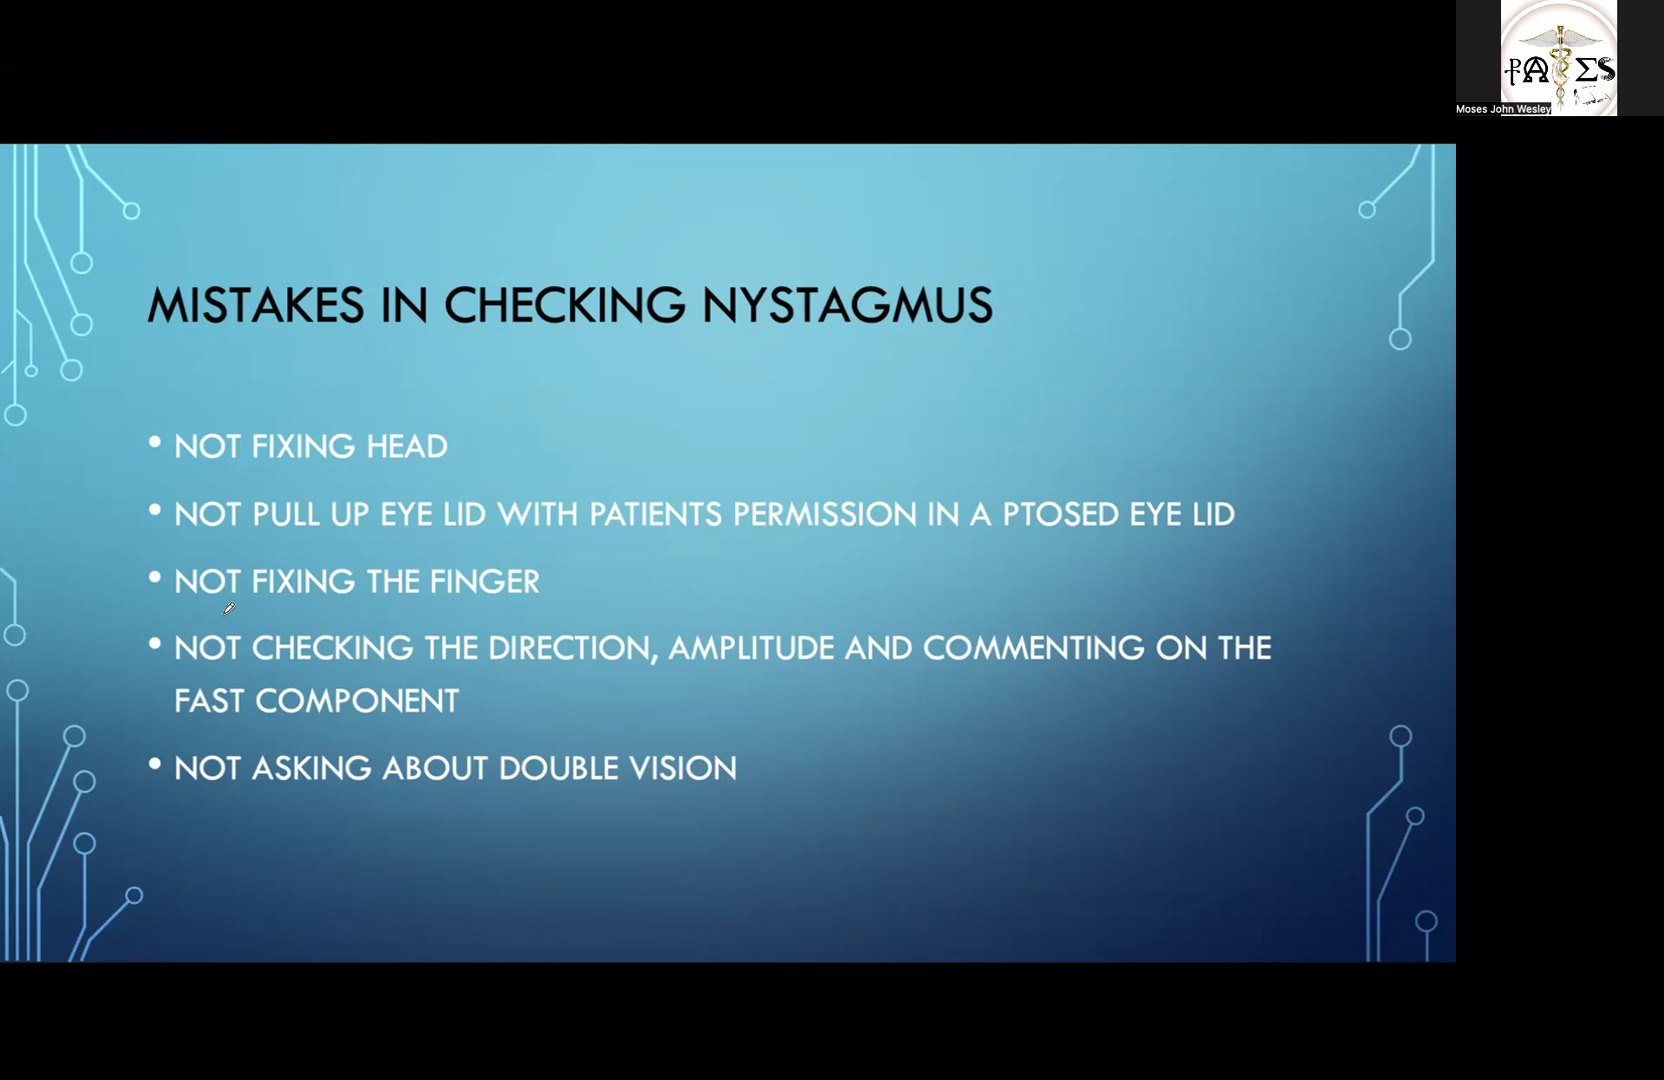 Moses John Wesley
MISTAKES IN CHECKING NYSTAGMUS
• NOT FIXING HEAD
• NOT PULL UP EYE LID WITH PATIENTS PERMISSION IN A PTOSED EYE LID
• NOT FIXING THE FINGER
• NOT CHECKING THE DIRECTION, AMPLITUDE AND COMMENTING ON THE
FAST COMPONENT
• NOT ASKING ABOUT DOUBLE VISION